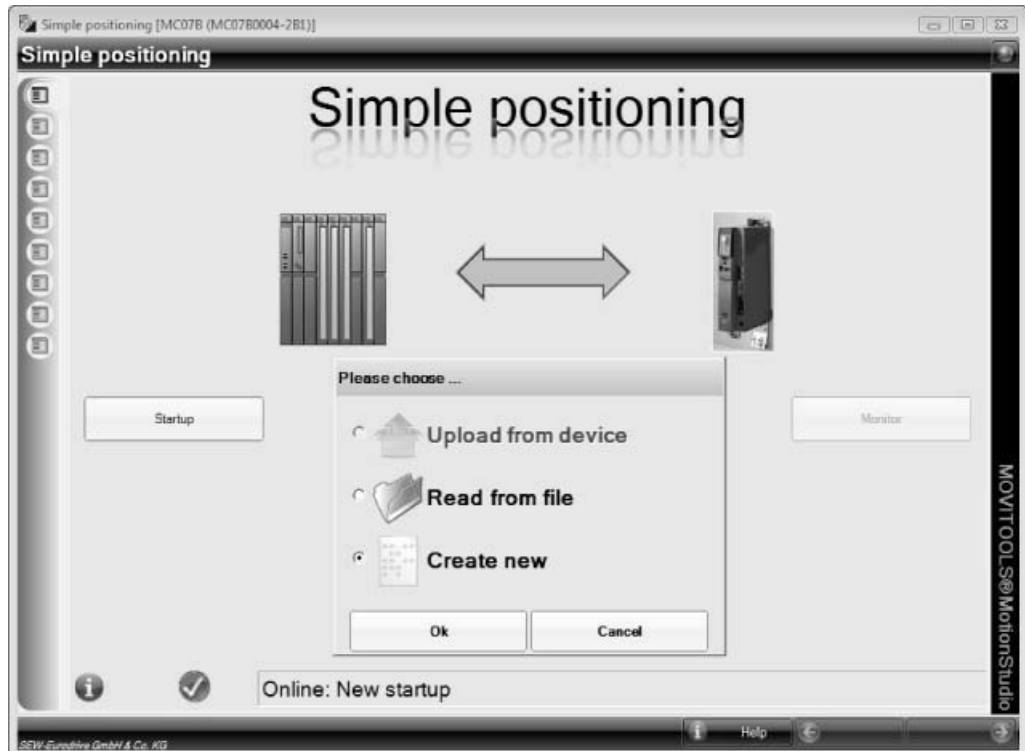 Simple positioning [MC07B (MC07B0004-2B1)]
Simple positioning
Simple positioning
Please choose ...
Startup
Monitor
Upload from device
Read from file
Create new
Ok
Cancel
MOVITOOLS®MotionStudio
Online: New startup
Help
SEW-Eurodrive GmbH & Co. KG